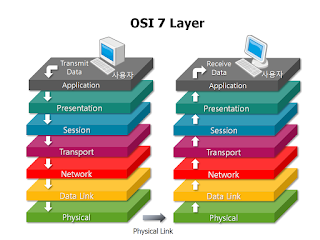 OSI 7 Layer
Transmit
Data
사용자
Application
Presentation
Session
Transport
Network
Data Link
Physical
Receive
Data
사용자
Application
Presentation
Session
Transport
Network
Data Link
Physical
Physical Link